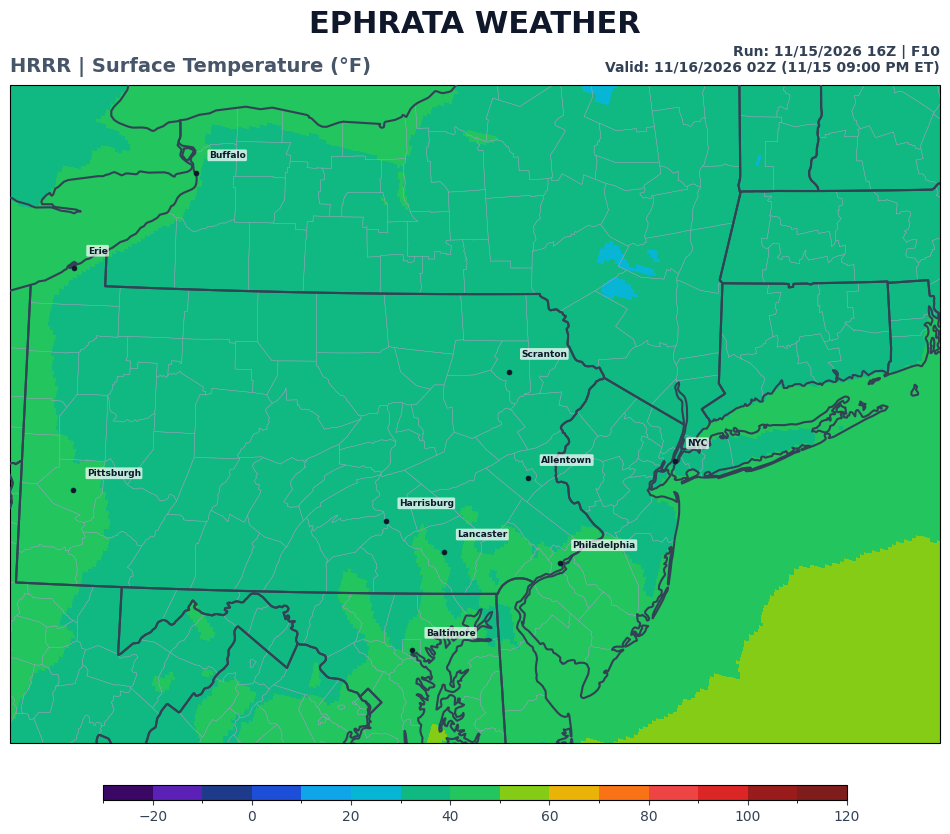 EPHRATA WEATHER
HRRR | Surface Temperature (°F)
Run: 11/15/2026 16Z | F10
Valid: 11/16/2026 02Z (11/15 09:00 PM ET)
Buffalo
Erie
Scranton
NYC
Allentown
Pittsburgh
Harrisburg
Lancaster
Philadelphia
Baltimore
−20 0 20 40 60 80 100 120